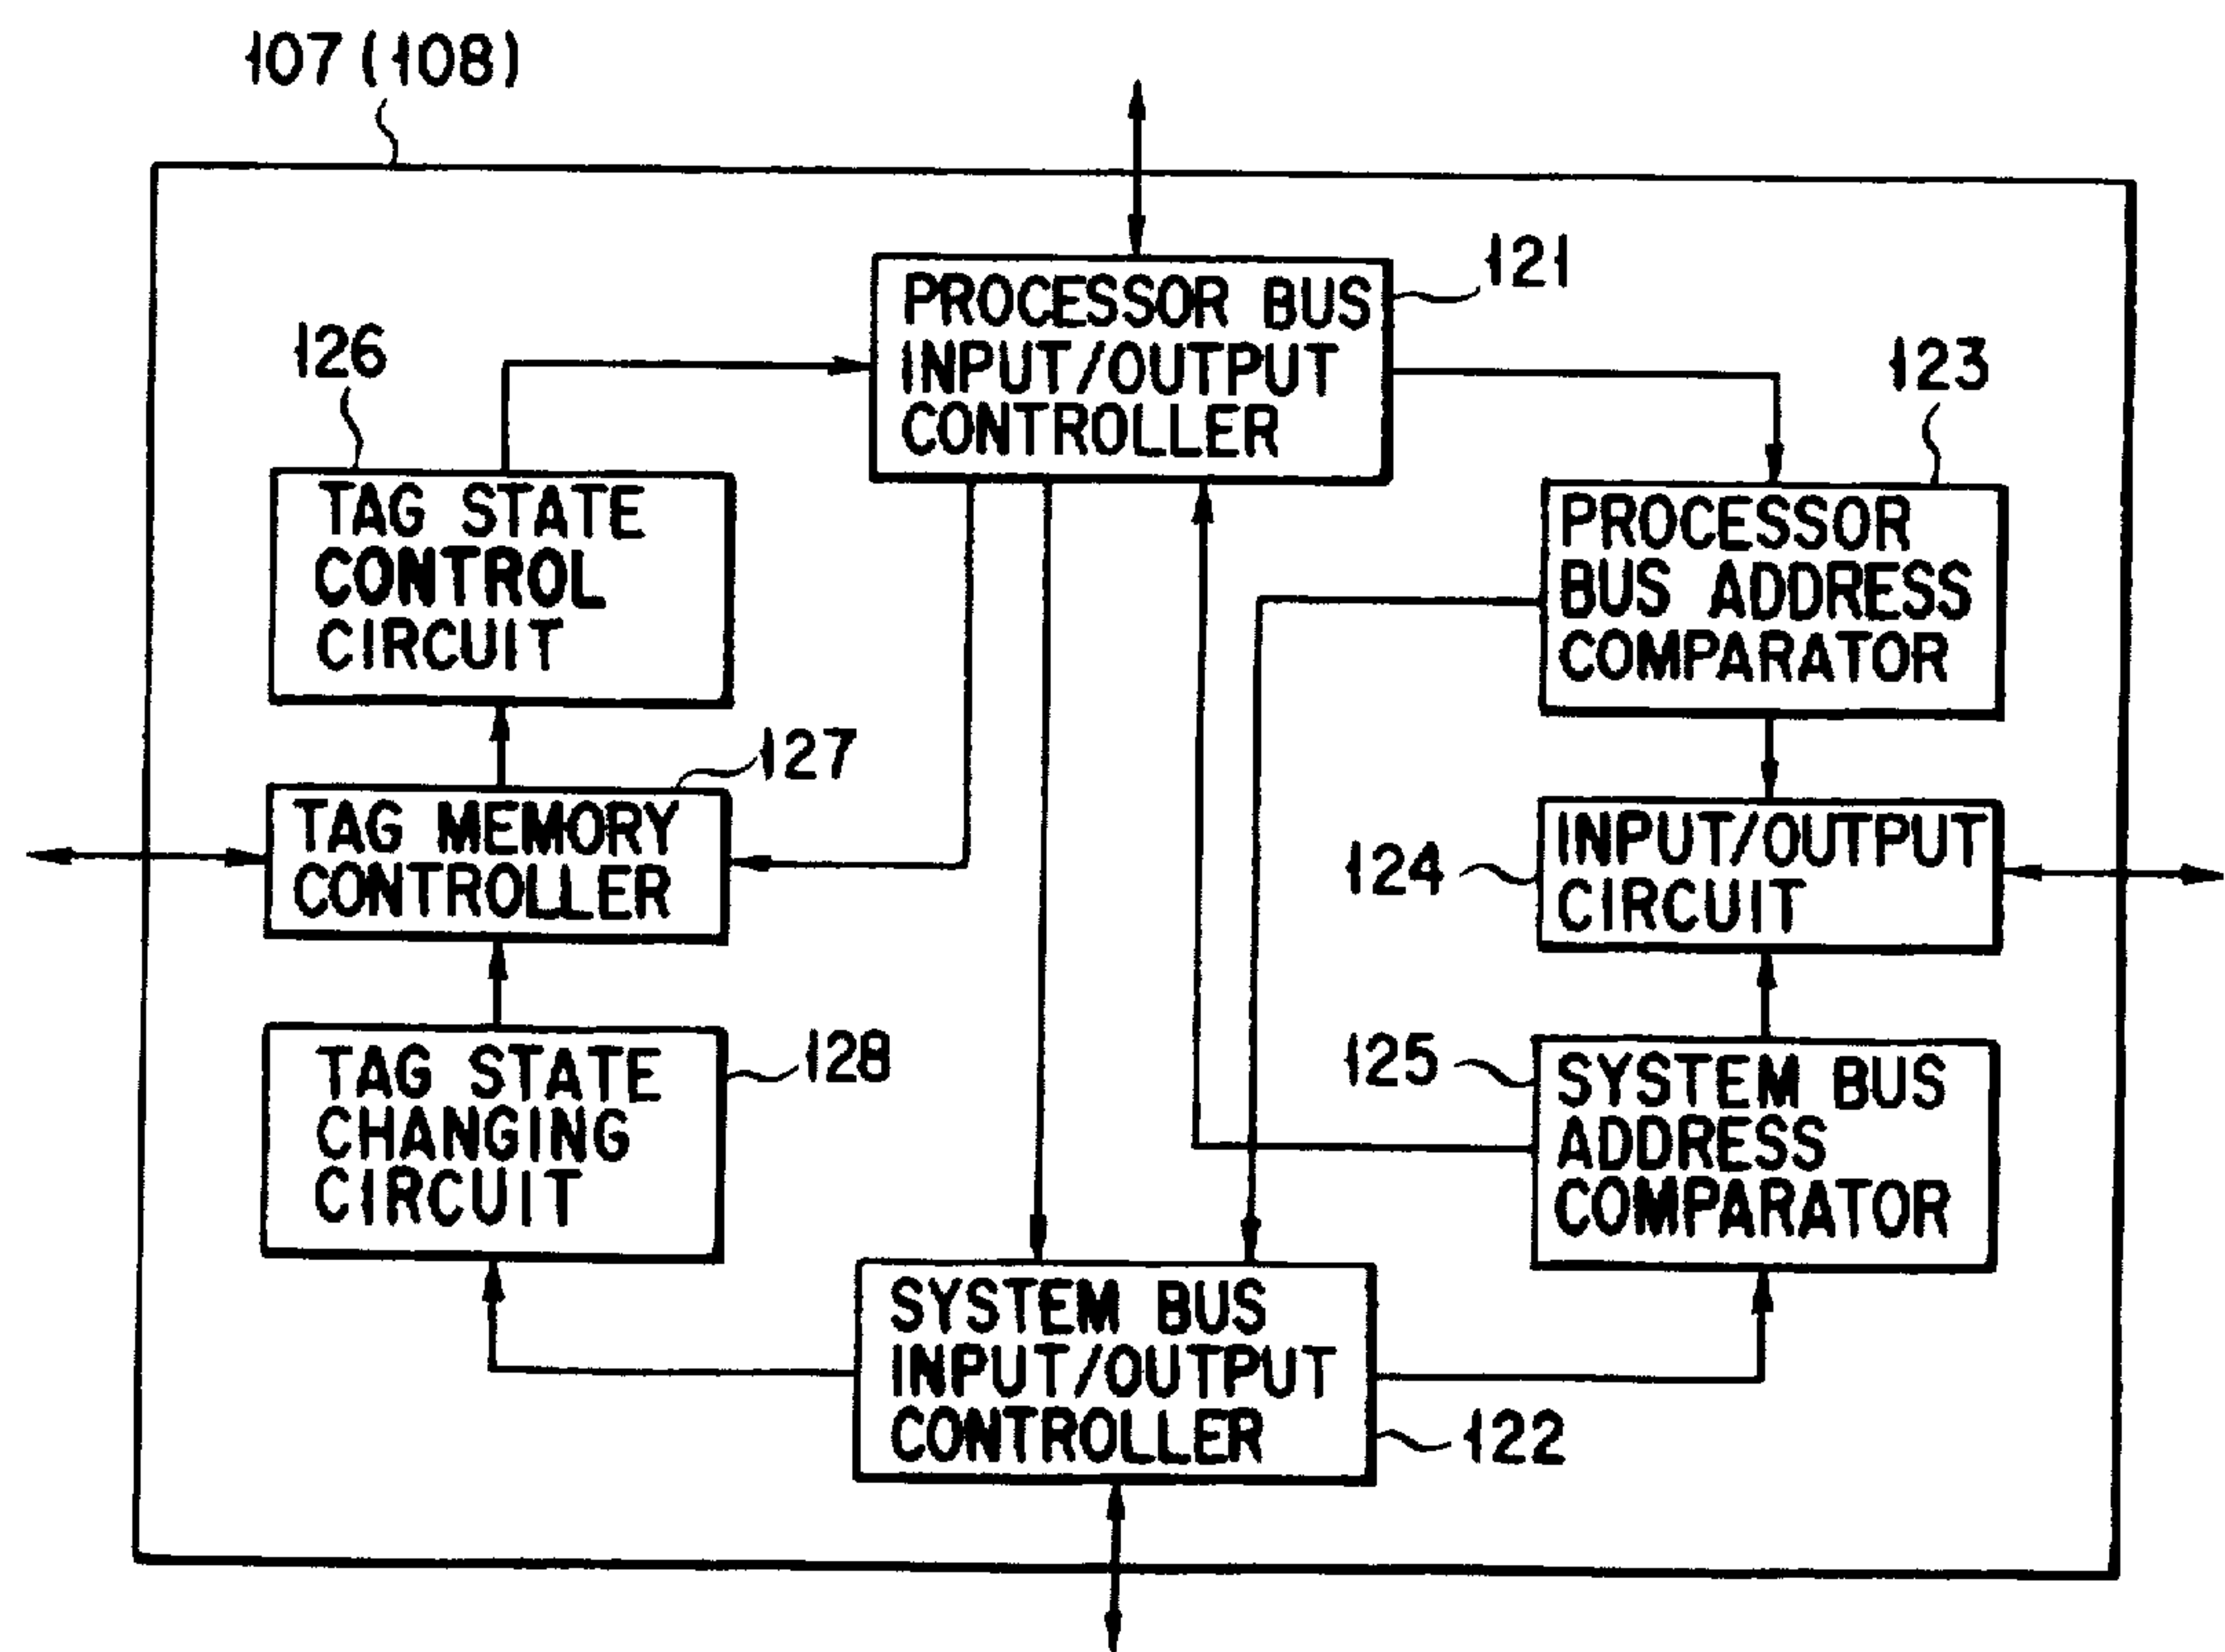 107 (108)
121
PROCESSOR BUS
INPUT/OUTPUT
CONTROLLER
126
TAG STATE
CONTROL
CIRCUIT
123
PROCESSOR
BUS ADDRESS
COMPARATOR
127
TAG MEMORY
CONTROLLER
124
INPUT/OUTPUT
CIRCUIT
128
TAG STATE
CHANGING
CIRCUIT
125
SYSTEM BUS
ADDRESS
COMPARATOR
SYSTEM BUS
INPUT/OUTPUT
CONTROLLER
122